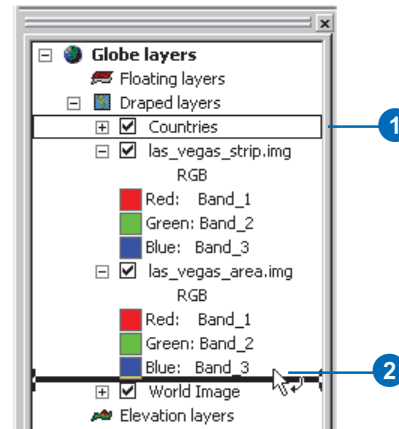 Globe layers
Floating layers
Draped layers
Countries
1
las_vegas_strip.img
RGB
Red: Band_1
Green: Band_2
Blue: Band_3
las_vegas_area.img
RGB
Red: Band_1
Green: Band_2
Blue: Band_3
2
World Image
Elevation layers